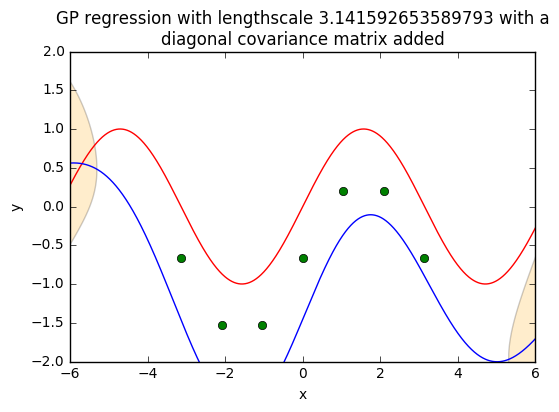 GP regression with lengthscale 3.141592653589793 with a
diagonal covariance matrix added
2.0
1.5
1.0
0.5
0.0
−0.5
−1.0
−1.5
−2.0
y
−6 −4 −2 0 2 4 6
x